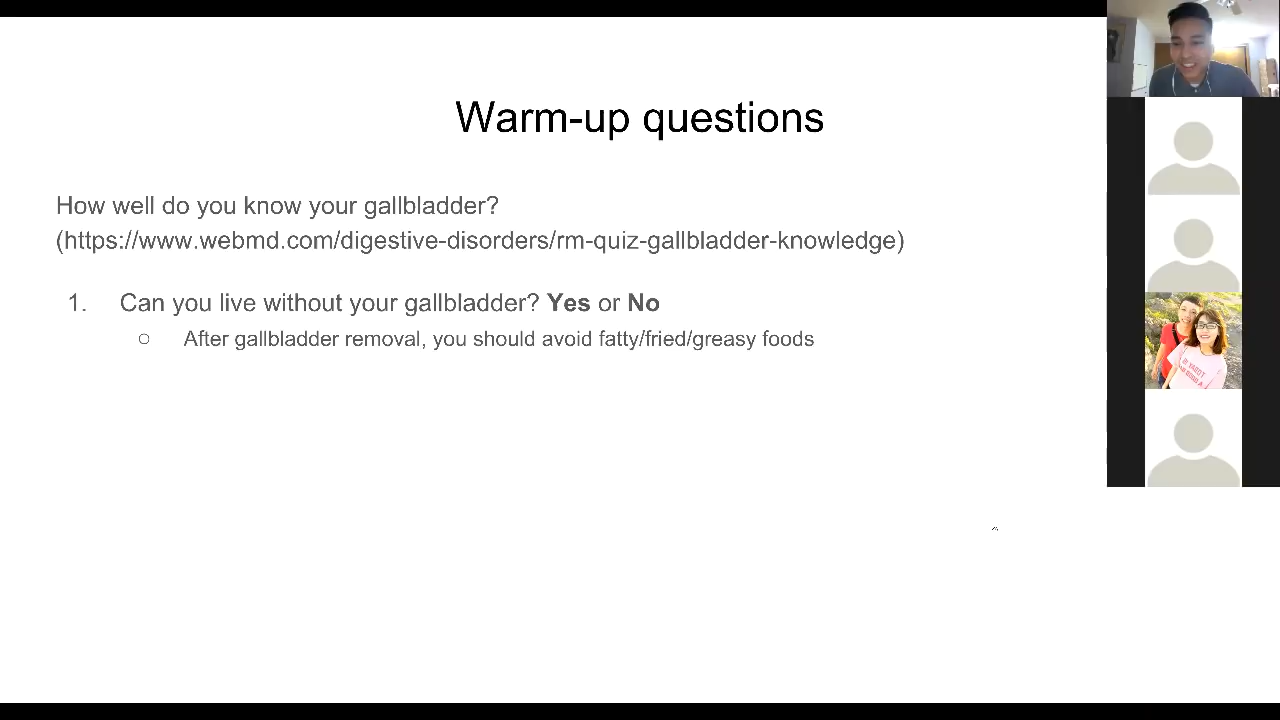 Warm-up questions
How well do you know your gallbladder?
(https://www.webmd.com/digestive-disorders/rm-quiz-gallbladder-knowledge)
1. Can you live without your gallbladder? Yes or No
○ After gallbladder removal, you should avoid fatty/fried/greasy foods